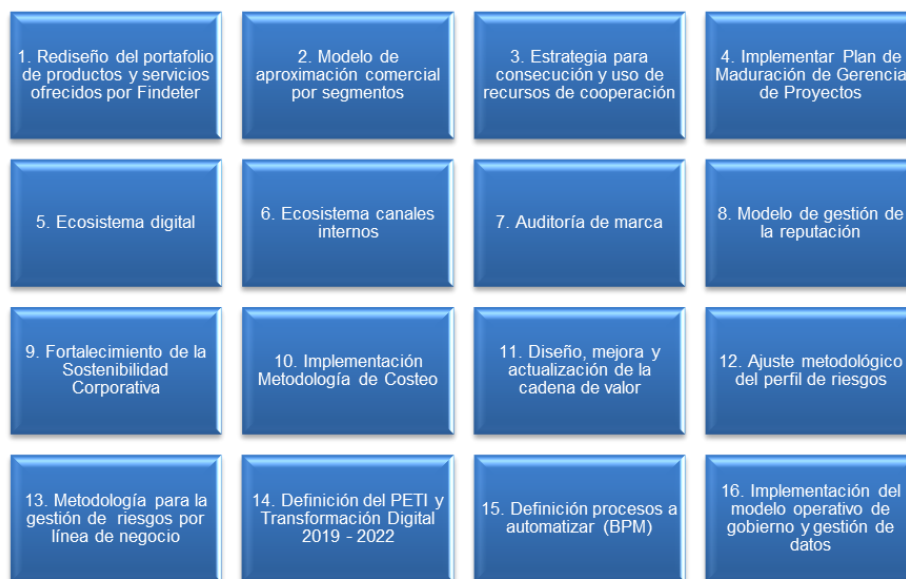 1. Rediseño del portafolio
de productos y servicios
ofrecidos por Findeter
2. Modelo de
aproximación comercial
por segmentos
3. Estrategia para
consecución y uso de
recursos de cooperación
4. Implementar Plan de
Maduración de Gerencia
de Proyectos
5. Ecosistema digital
6. Ecosistema canales
internos
7. Auditoría de marca
8. Modelo de gestión de
la reputación
9. Fortalecimiento de la
Sostenibilidad
Corporativa
10. Implementación
Metodología de Costeo
11. Diseño, mejora y
actualización de la
cadena de valor
12. Ajuste metodológico
del perfil de riesgos
13. Metodología para la
gestión de riesgos por
línea de negocio
14. Definición del PETI y
Transformación Digital
2019 - 2022
15. Definición procesos a
automatizar (BPM)
16. Implementación del
modelo operativo de
gobierno y gestión de
datos